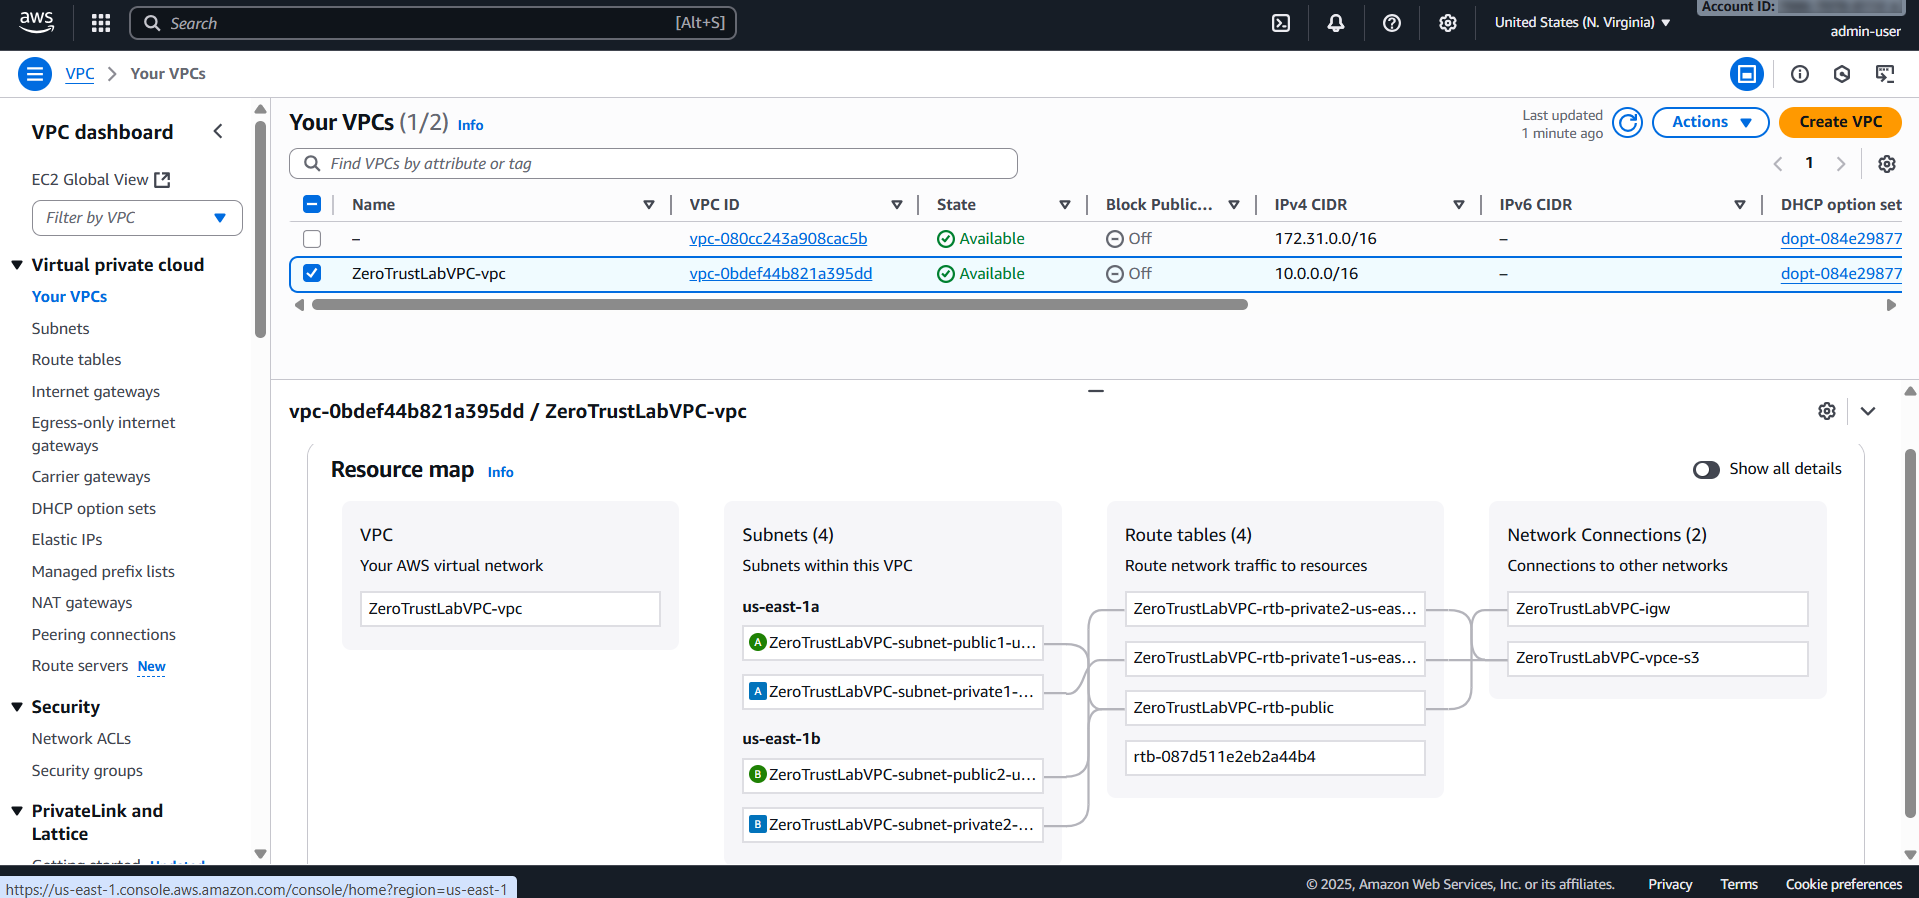 aws
Search
[Alt+S]
United States (N. Virginia)
Account ID:
admin-user
VPC
Your VPCs
VPC dashboard
EC2 Global View
Filter by VPC
Virtual private cloud
Your VPCs
Subnets
Route tables
Internet gateways
Egress-only internet
gateways
Carrier gateways
DHCP option sets
Elastic IPs
Managed prefix lists
NAT gateways
Peering connections
Route servers New
Security
Network ACLs
Security groups
PrivateLink and
Lattice
Getting started Updated
Your VPCs (1/2) Info
Last updated
1 minute ago
Actions
Create VPC
Find VPCs by attribute or tag
1
Name
VPC ID
State
Block Public...
IPv4 CIDR
IPv6 CIDR
DHCP option set
–
vpc-080cc243a908cac5b
Available
Off
172.31.0.0/16
–
dopt-084e29877
ZeroTrustLabVPC-vpc
vpc-0bdef44b821a395dd
Available
Off
10.0.0.0/16
–
dopt-084e29877
vpc-0bdef44b821a395dd / ZeroTrustLabVPC-vpc
Resource map Info
Show all details
VPC
Your AWS virtual network
ZeroTrustLabVPC-vpc
Subnets (4)
Subnets within this VPC
us-east-1a
A ZeroTrustLabVPC-subnet-public1-u...
A ZeroTrustLabVPC-subnet-private1-...
us-east-1b
B ZeroTrustLabVPC-subnet-public2-u...
B ZeroTrustLabVPC-subnet-private2-...
Route tables (4)
Route network traffic to resources
ZeroTrustLabVPC-rtb-private2-us-eas...
ZeroTrustLabVPC-rtb-private1-us-eas...
ZeroTrustLabVPC-rtb-public
rtb-087d511e2eb2a44b4
Network Connections (2)
Connections to other networks
ZeroTrustLabVPC-igw
ZeroTrustLabVPC-vpce-s3
https://us-east-1.console.aws.amazon.com/console/home?region=us-east-1
© 2025, Amazon Web Services, Inc. or its affiliates.
Privacy
Terms
Cookie preferences